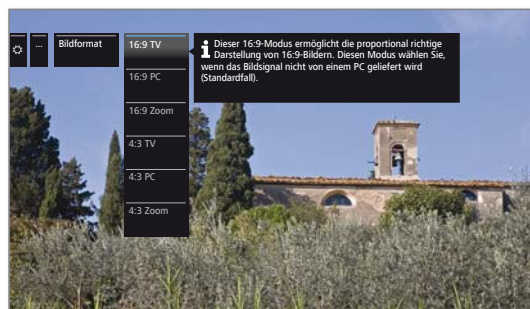 ... Bildformat 16:9 TV
Dieser 16:9-Modus ermöglicht die proportional richtige
Darstellung von 16:9-Bildern. Diesen Modus wählen Sie,
wenn das Bildsignal nicht von einem PC geliefert wird
(Standardfall).
16:9 PC
16:9 Zoom
4:3 TV
4:3 PC
4:3 Zoom